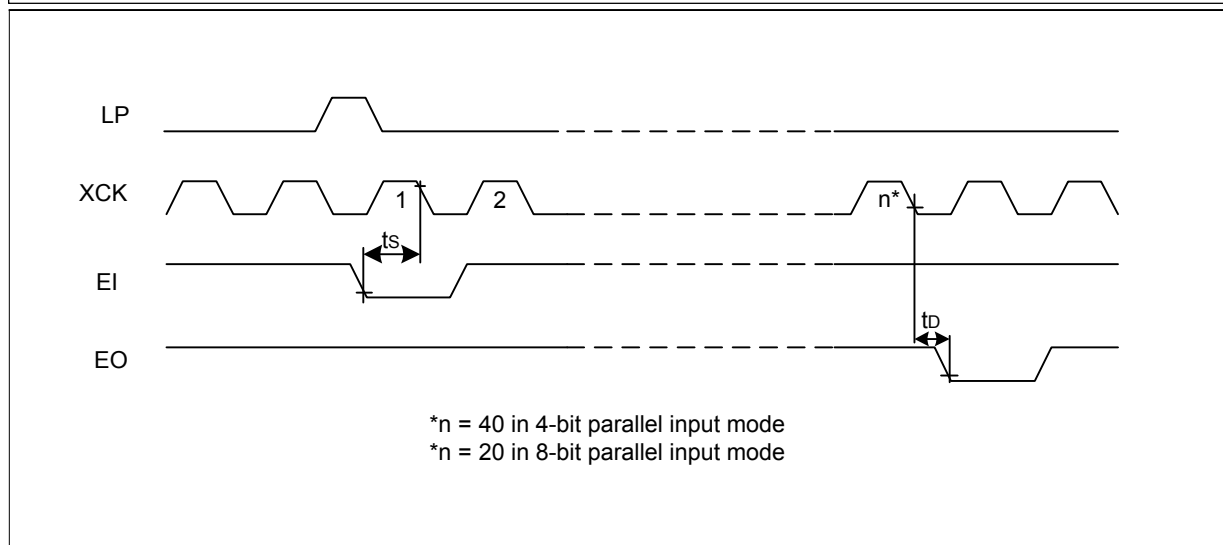 LP
XCK
1
2
n*
ts
EI
tD
EO
*n = 40 in 4-bit parallel input mode
*n = 20 in 8-bit parallel input mode